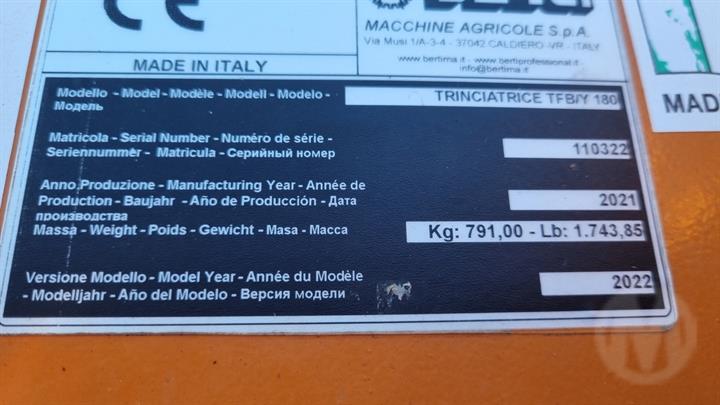 MACCHINE AGRICOLE S.p.A.
Via Musi 1/A-3-4 - 37042 CALDIERO -VR - ITALY
www.bertima.it - www.bertiprofessional.it
info@bertima.it
CE
MADE IN ITALY
MAD
Modello - Model - Modèle - Modell - Modelo -
Модель
TRINCIATRICE TFB/Y 180
Matricola - Serial Number - Numéro de série -
Seriennummer - Matricula - Серийный номер
110322
Anno Produzione - Manufacturing Year - Année de
Production - Baujahr - Año de Producción - Дата
производства
2021
Massa - Weight - Poids - Gewicht - Masa - Масса
Kg: 791,00 - Lb: 1.743,85
Versione Modello - Model Year - Année du Modèle
- Modelljahr - Año del Modelo - Версия модели
2022